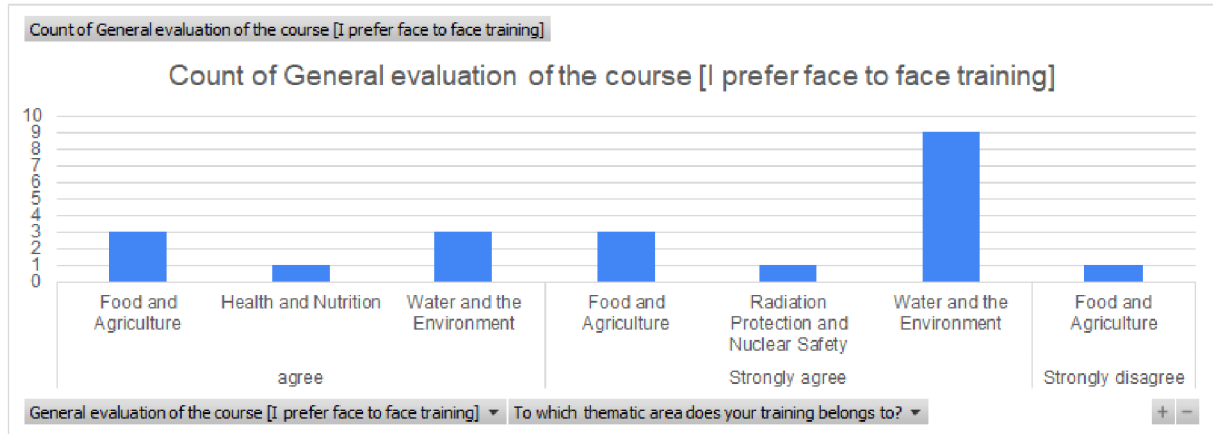 Count of General evaluation of the course [I prefer face to face training]
Count of General evaluation of the course [I prefer face to face training]
10
9
8
7
6
5
4
3
2
1
0
Food and Agriculture
Health and Nutrition
Water and the Environment
Food and Agriculture
Radiation Protection and Nuclear Safety
Water and the Environment
Food and Agriculture
agree
Strongly agree
Strongly disagree
General evaluation of the course [I prefer face to face training]
To which thematic area does your training belongs to?
+ −